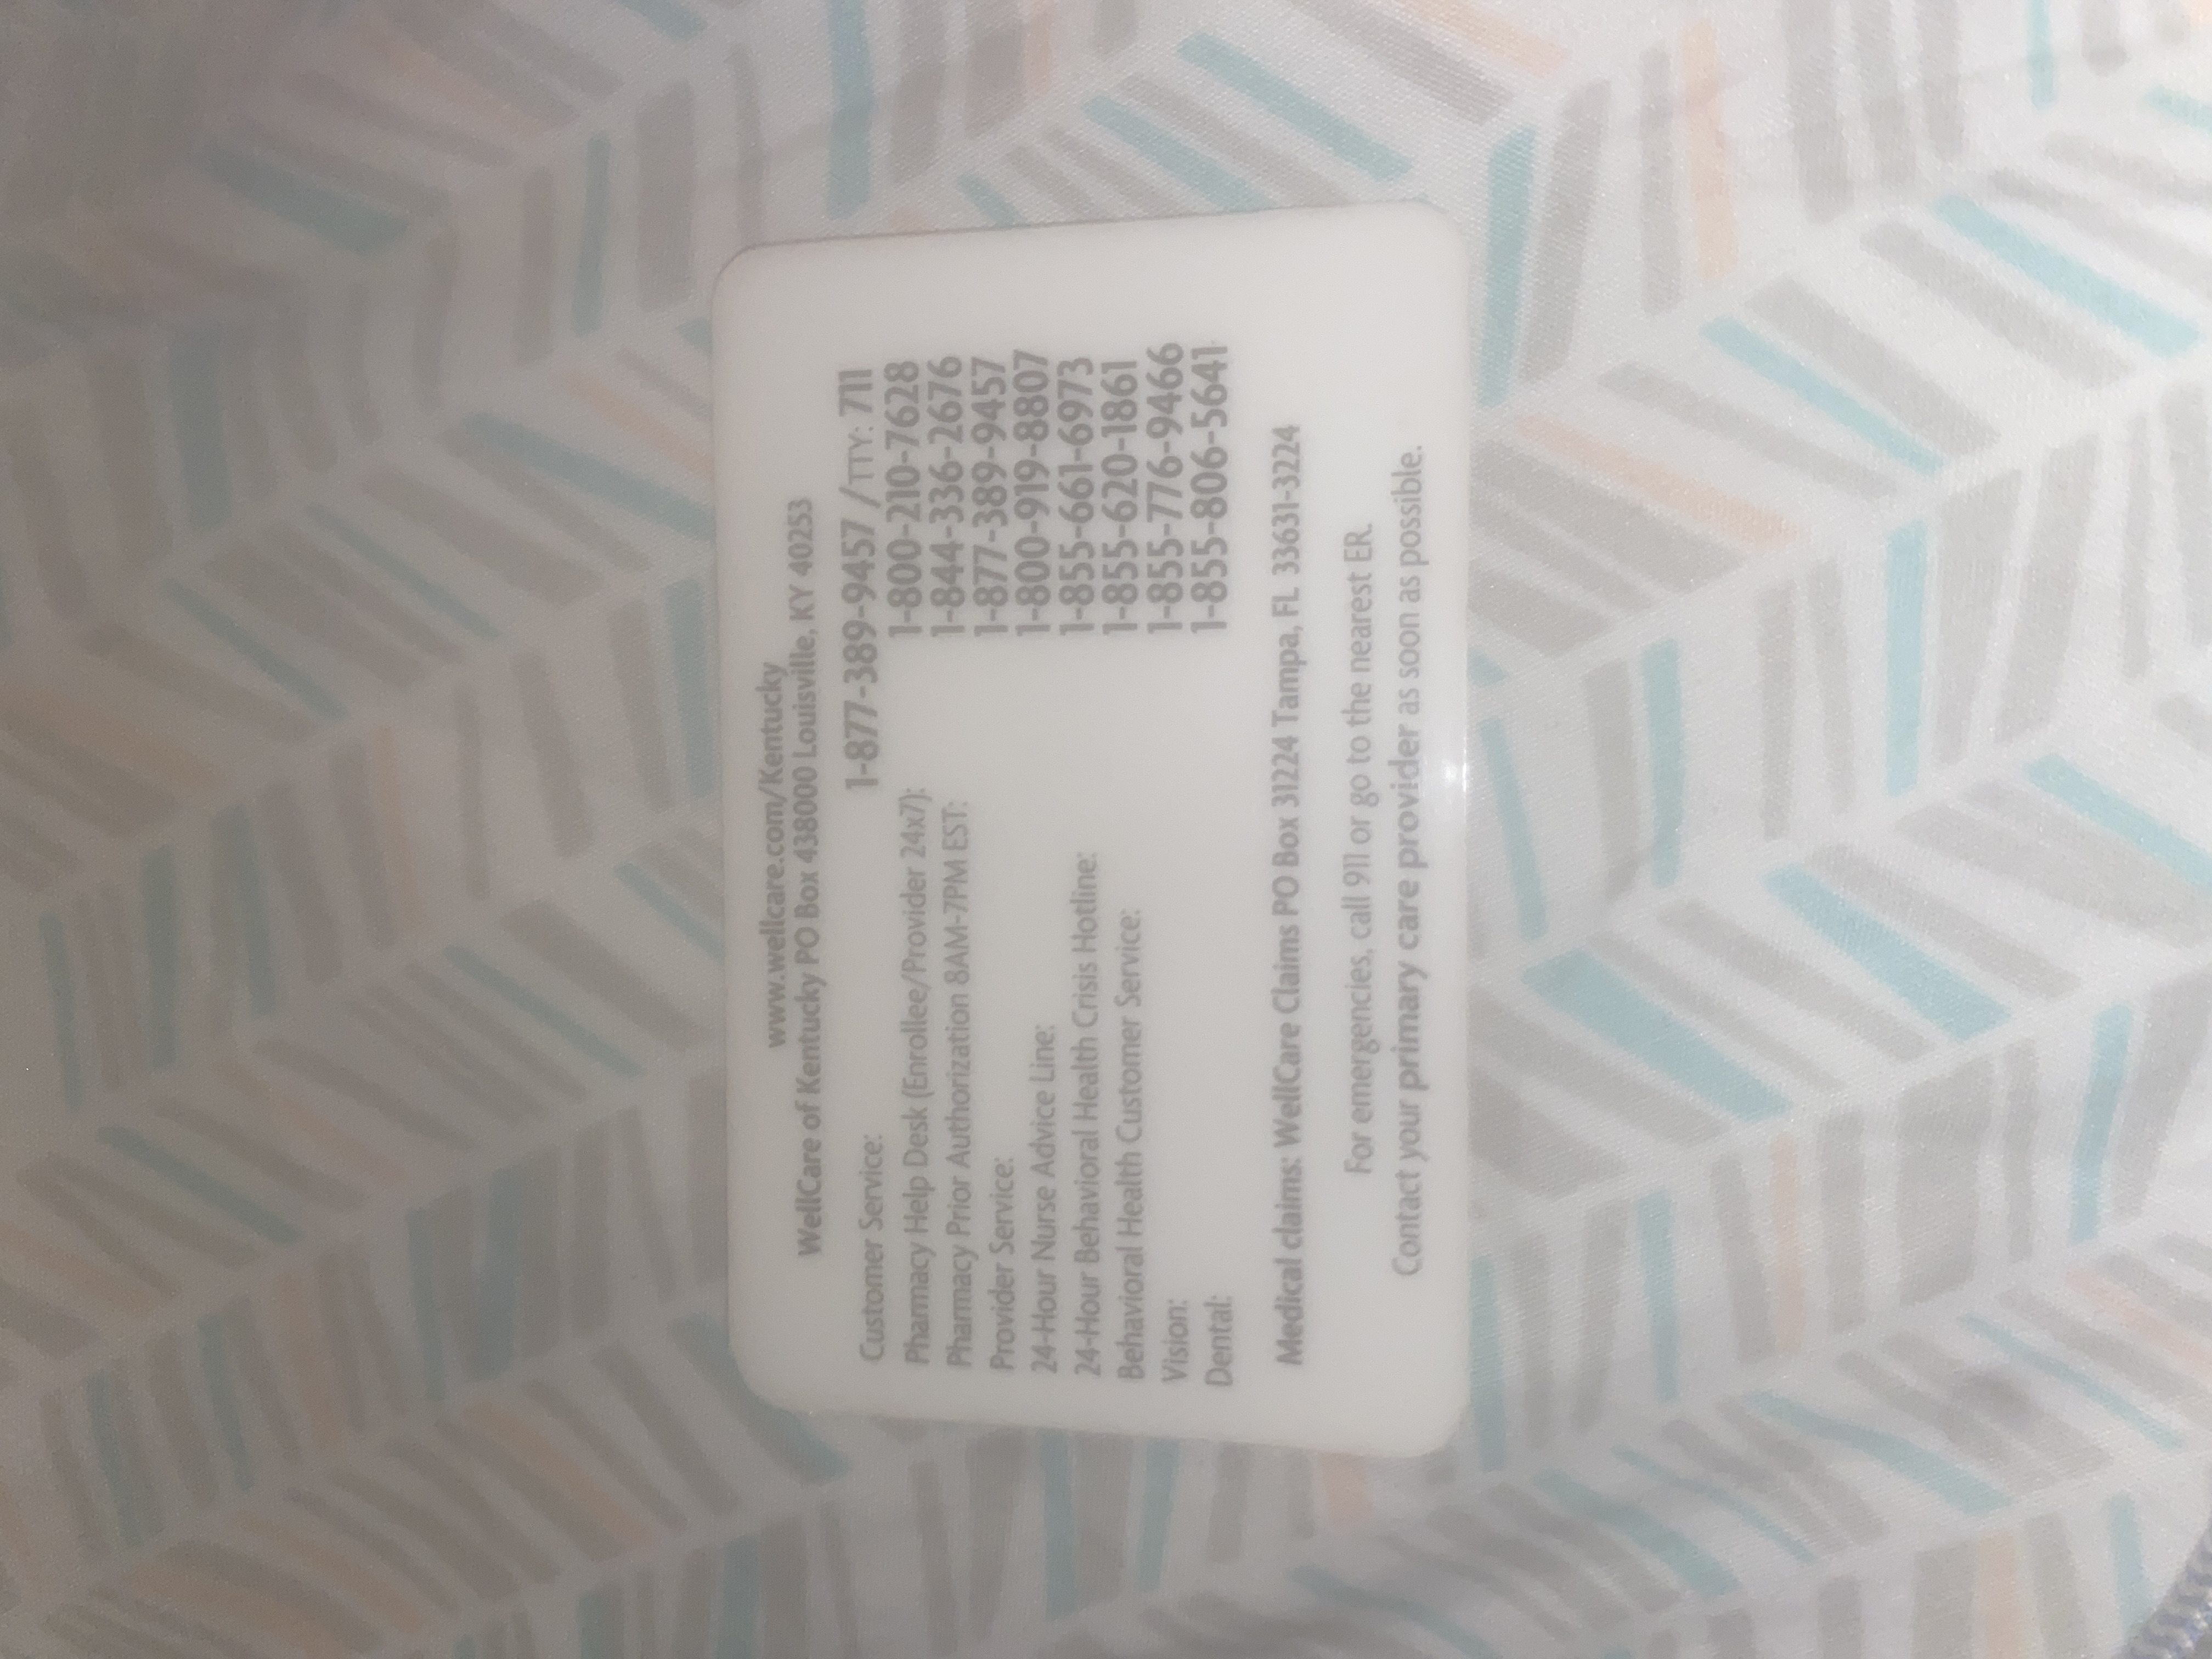 www.wellcare.com/Kentucky
WellCare of Kentucky PO Box 438000 Louisville, KY 40253
Customer Service: 1-877-389-9457 / TTY: 711
Pharmacy Help Desk (Enrollee/Provider 24x7): 1-800-210-7628
Pharmacy Prior Authorization 8AM-7PM EST: 1-844-336-2676
Provider Service: 1-877-389-9457
24-Hour Nurse Advice Line: 1-800-919-8807
24-Hour Behavioral Health Crisis Hotline: 1-855-661-6973
Behavioral Health Customer Service: 1-855-620-1861
Vision: 1-855-776-9466
Dental: 1-855-806-5641
Medical claims: WellCare Claims PO Box 31224 Tampa, FL 33631-3224
For emergencies, call 911 or go to the nearest ER.
Contact your primary care provider as soon as possible.